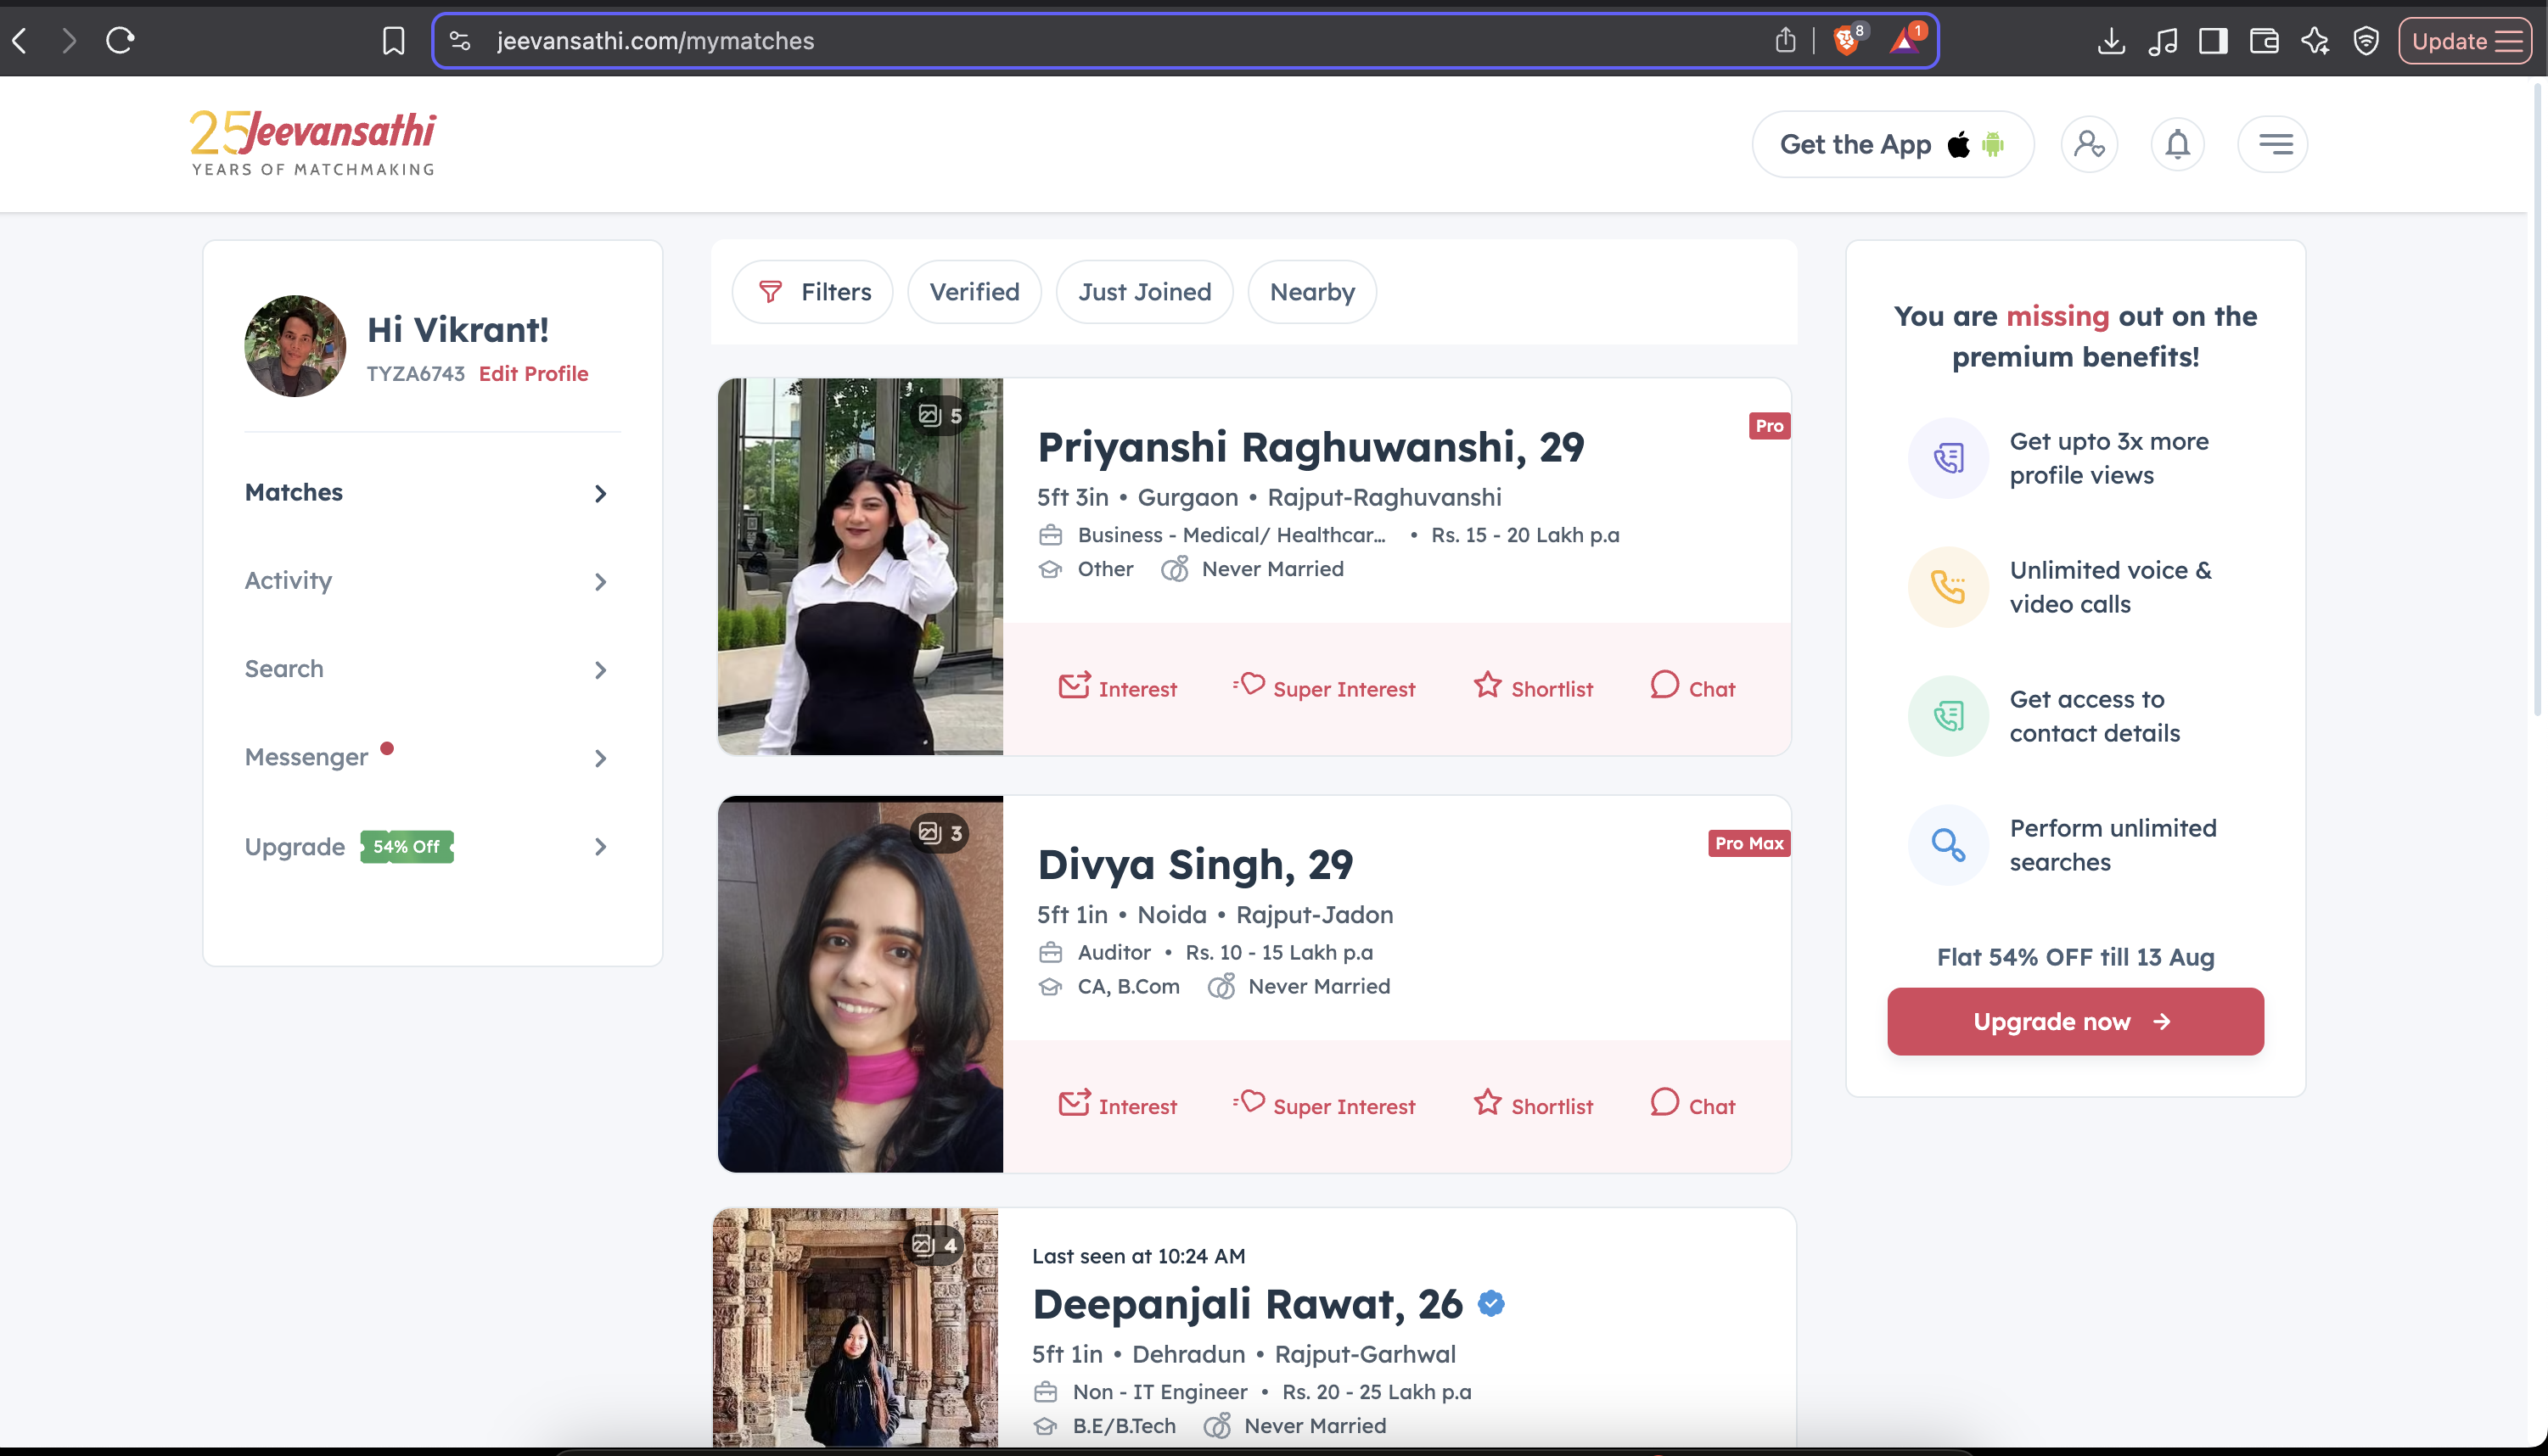 jeevansathi.com/mymatches
8
1
Update
25 Jeevansathi
YEARS OF MATCHMAKING
Get the App
Hi Vikrant!
TYZA6743 Edit Profile
Matches
Activity
Search
Messenger
Upgrade 54% Off
Filters
Verified
Just Joined
Nearby
5
Pro
Priyanshi Raghuwanshi, 29
5ft 3in • Gurgaon • Rajput-Raghuvanshi
Business - Medical/ Healthcar... • Rs. 15 - 20 Lakh p.a
Other Never Married
Interest Super Interest Shortlist Chat
3
Pro Max
Divya Singh, 29
5ft 1in • Noida • Rajput-Jadon
Auditor • Rs. 10 - 15 Lakh p.a
CA, B.Com Never Married
Interest Super Interest Shortlist Chat
4
Last seen at 10:24 AM
Deepanjali Rawat, 26
5ft 1in • Dehradun • Rajput-Garhwal
Non - IT Engineer • Rs. 20 - 25 Lakh p.a
B.E/B.Tech Never Married
You are missing out on the
premium benefits!
Get upto 3x more
profile views
Unlimited voice &
video calls
Get access to
contact details
Perform unlimited
searches
Flat 54% OFF till 13 Aug
Upgrade now →